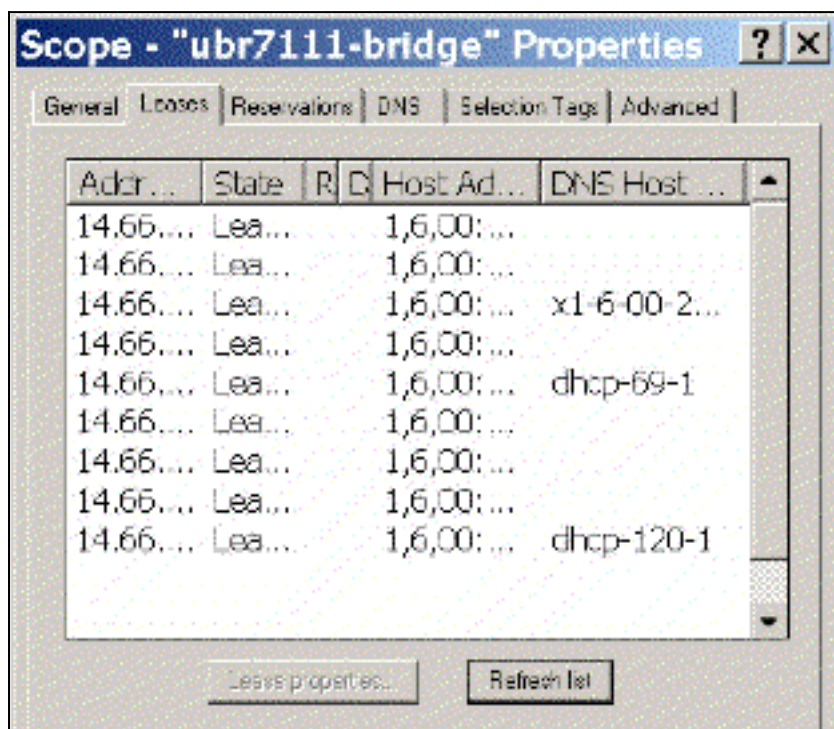 Scope - "ubr7111-bridge" Properties ? ×
General Leases Reservations DNS Selection Tags Advanced
Addr... State R D Host Ad... DNS Host ...
14.66.... Lea... 1,6,00:...
14.66.... Lea... 1,6,00:...
14.66.... Lea... 1,6,00:... x1-6-00-2...
14.66.... Lea... 1,6,00:...
14.66.... Lea... 1,6,00:... dhcp-69-1
14.66.... Lea... 1,6,00:...
14.66.... Lea... 1,6,00:...
14.66.... Lea... 1,6,00:...
14.66.... Lea... 1,6,00:... dhcp-120-1
Lease properties... Refresh list